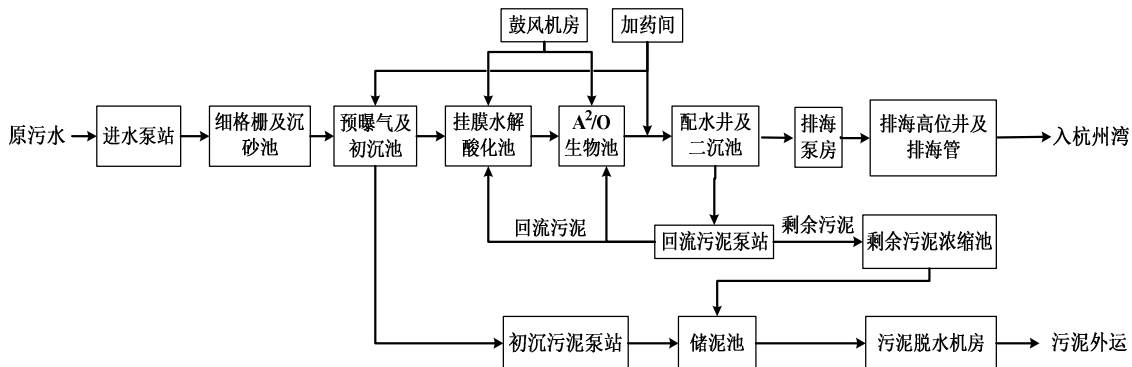 鼓风机房
加药间
原污水
进水泵站
细格栅及沉
砂池
预曝气及
初沉池
挂膜水解
酸化池
A²/O
生物池
配水井及
二沉池
排海
泵房
排海高位井及
排海管
入杭州湾
回流污泥
回流污泥泵站
剩余污泥
剩余污泥浓缩池
初沉污泥泵站
储泥池
污泥脱水机房
污泥外运